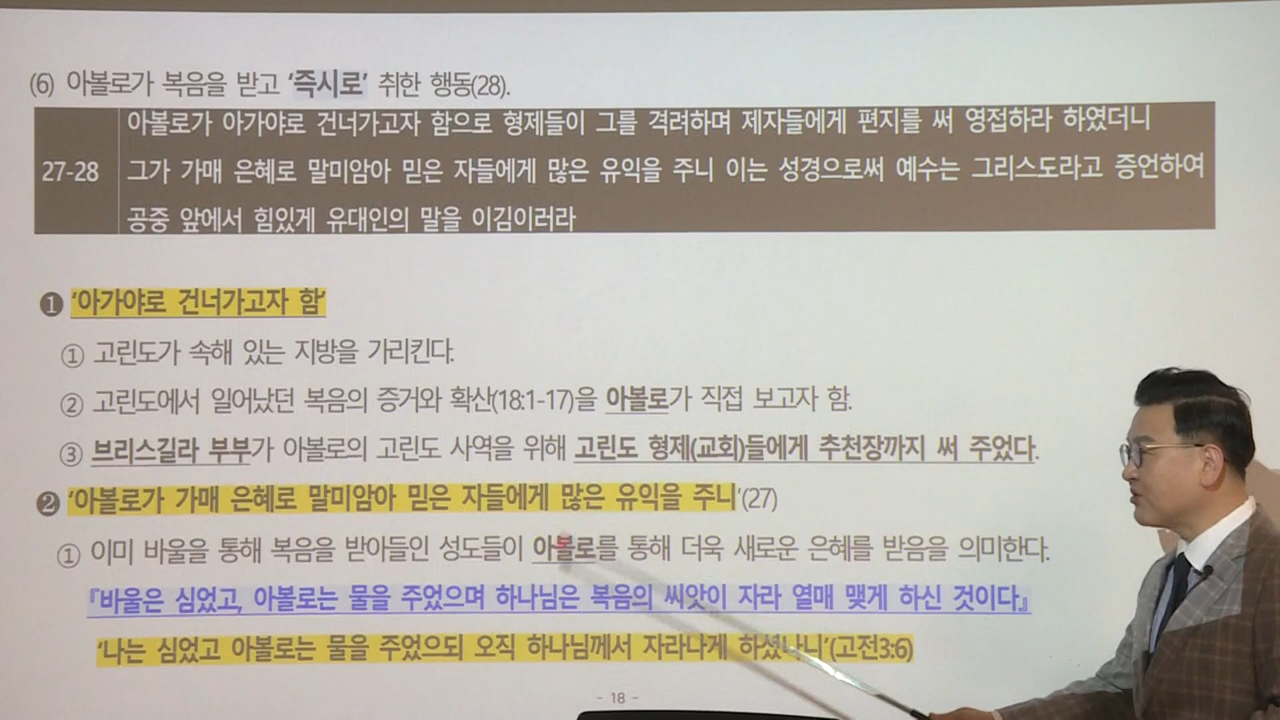 (6) 아볼로가 복음을 받고 '즉시로' 취한 행동(28).
27-28
아볼로가 아가야로 건너가고자 함으로 형제들이 그를 격려하며 제자들에게 편지를 써 영접하라 하였더니
그가 가매 은혜로 말미암아 믿은 자들에게 많은 유익을 주니 이는 성경으로써 예수는 그리스도라고 증언하여
공중 앞에서 힘있게 유대인의 말을 이김이러라
❶ '아가야로 건너가고자 함'
① 고린도가 속해 있는 지방을 가리킨다.
② 고린도에서 일어났던 복음의 증거와 확산(18:1-17)을 아볼로가 직접 보고자 함.
③ 브리스길라 부부가 아볼로의 고린도 사역을 위해 고린도 형제(교회)들에게 추천장까지 써 주었다.
❷ '아볼로가 가매 은혜로 말미암아 믿은 자들에게 많은 유익을 주니'(27)
① 이미 바울을 통해 복음을 받아들인 성도들이 아볼로를 통해 더욱 새로운 은혜를 받음을 의미한다.
『바울은 심었고, 아볼로는 물을 주었으며 하나님은 복음의 씨앗이 자라 열매 맺게 하신 것이다』
'나는 심었고 아볼로는 물을 주었으되 오직 하나님께서 자라나게 하셨나니'(고전3:6)
- 18 -